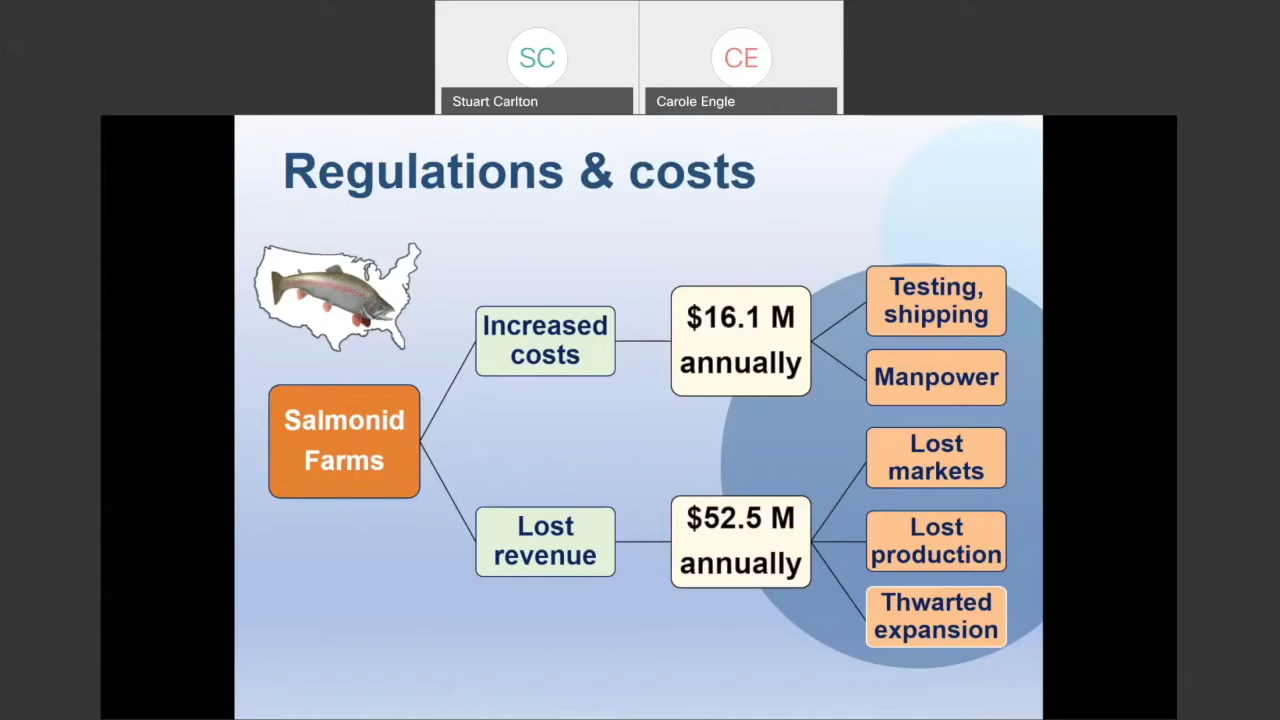 SC
CE
Stuart Carlton
Carole Engle
Regulations & costs
Salmonid
Farms
Increased
costs
$16.1 M
annually
Testing,
shipping
Manpower
Lost
revenue
$52.5 M
annually
Lost
markets
Lost
production
Thwarted
expansion